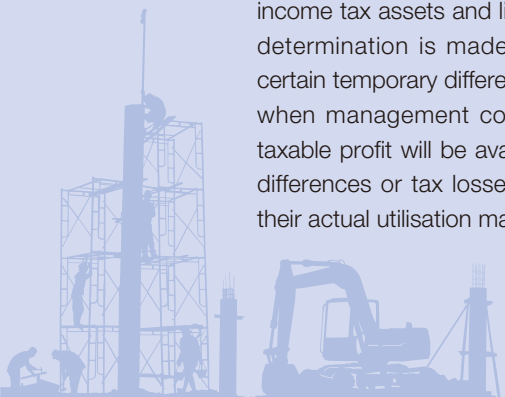 income tax assets and li
determination is made
certain temporary differe
when management co
taxable profit will be ava
differences or tax losse
their actual utilisation ma